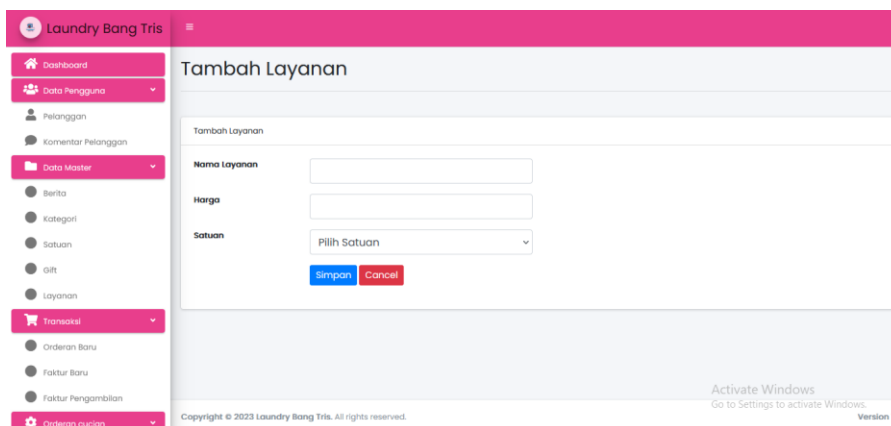 Laundry Bang Tris
Dashboard
Data Pengguna
Pelanggan
Komentar Pelanggan
Data Master
Berita
Kategori
Satuan
Gift
Layanan
Transaksi
Orderan Baru
Faktur Baru
Faktur Pengambilan
Orderan cucian
Tambah Layanan
Tambah Layanan
Nama Layanan
Harga
Satuan
Pilih Satuan
Simpan Cancel
Activate Windows
Go to Settings to activate Windows.
Copyright © 2023 Laundry Bang Tris. All rights reserved.
Version